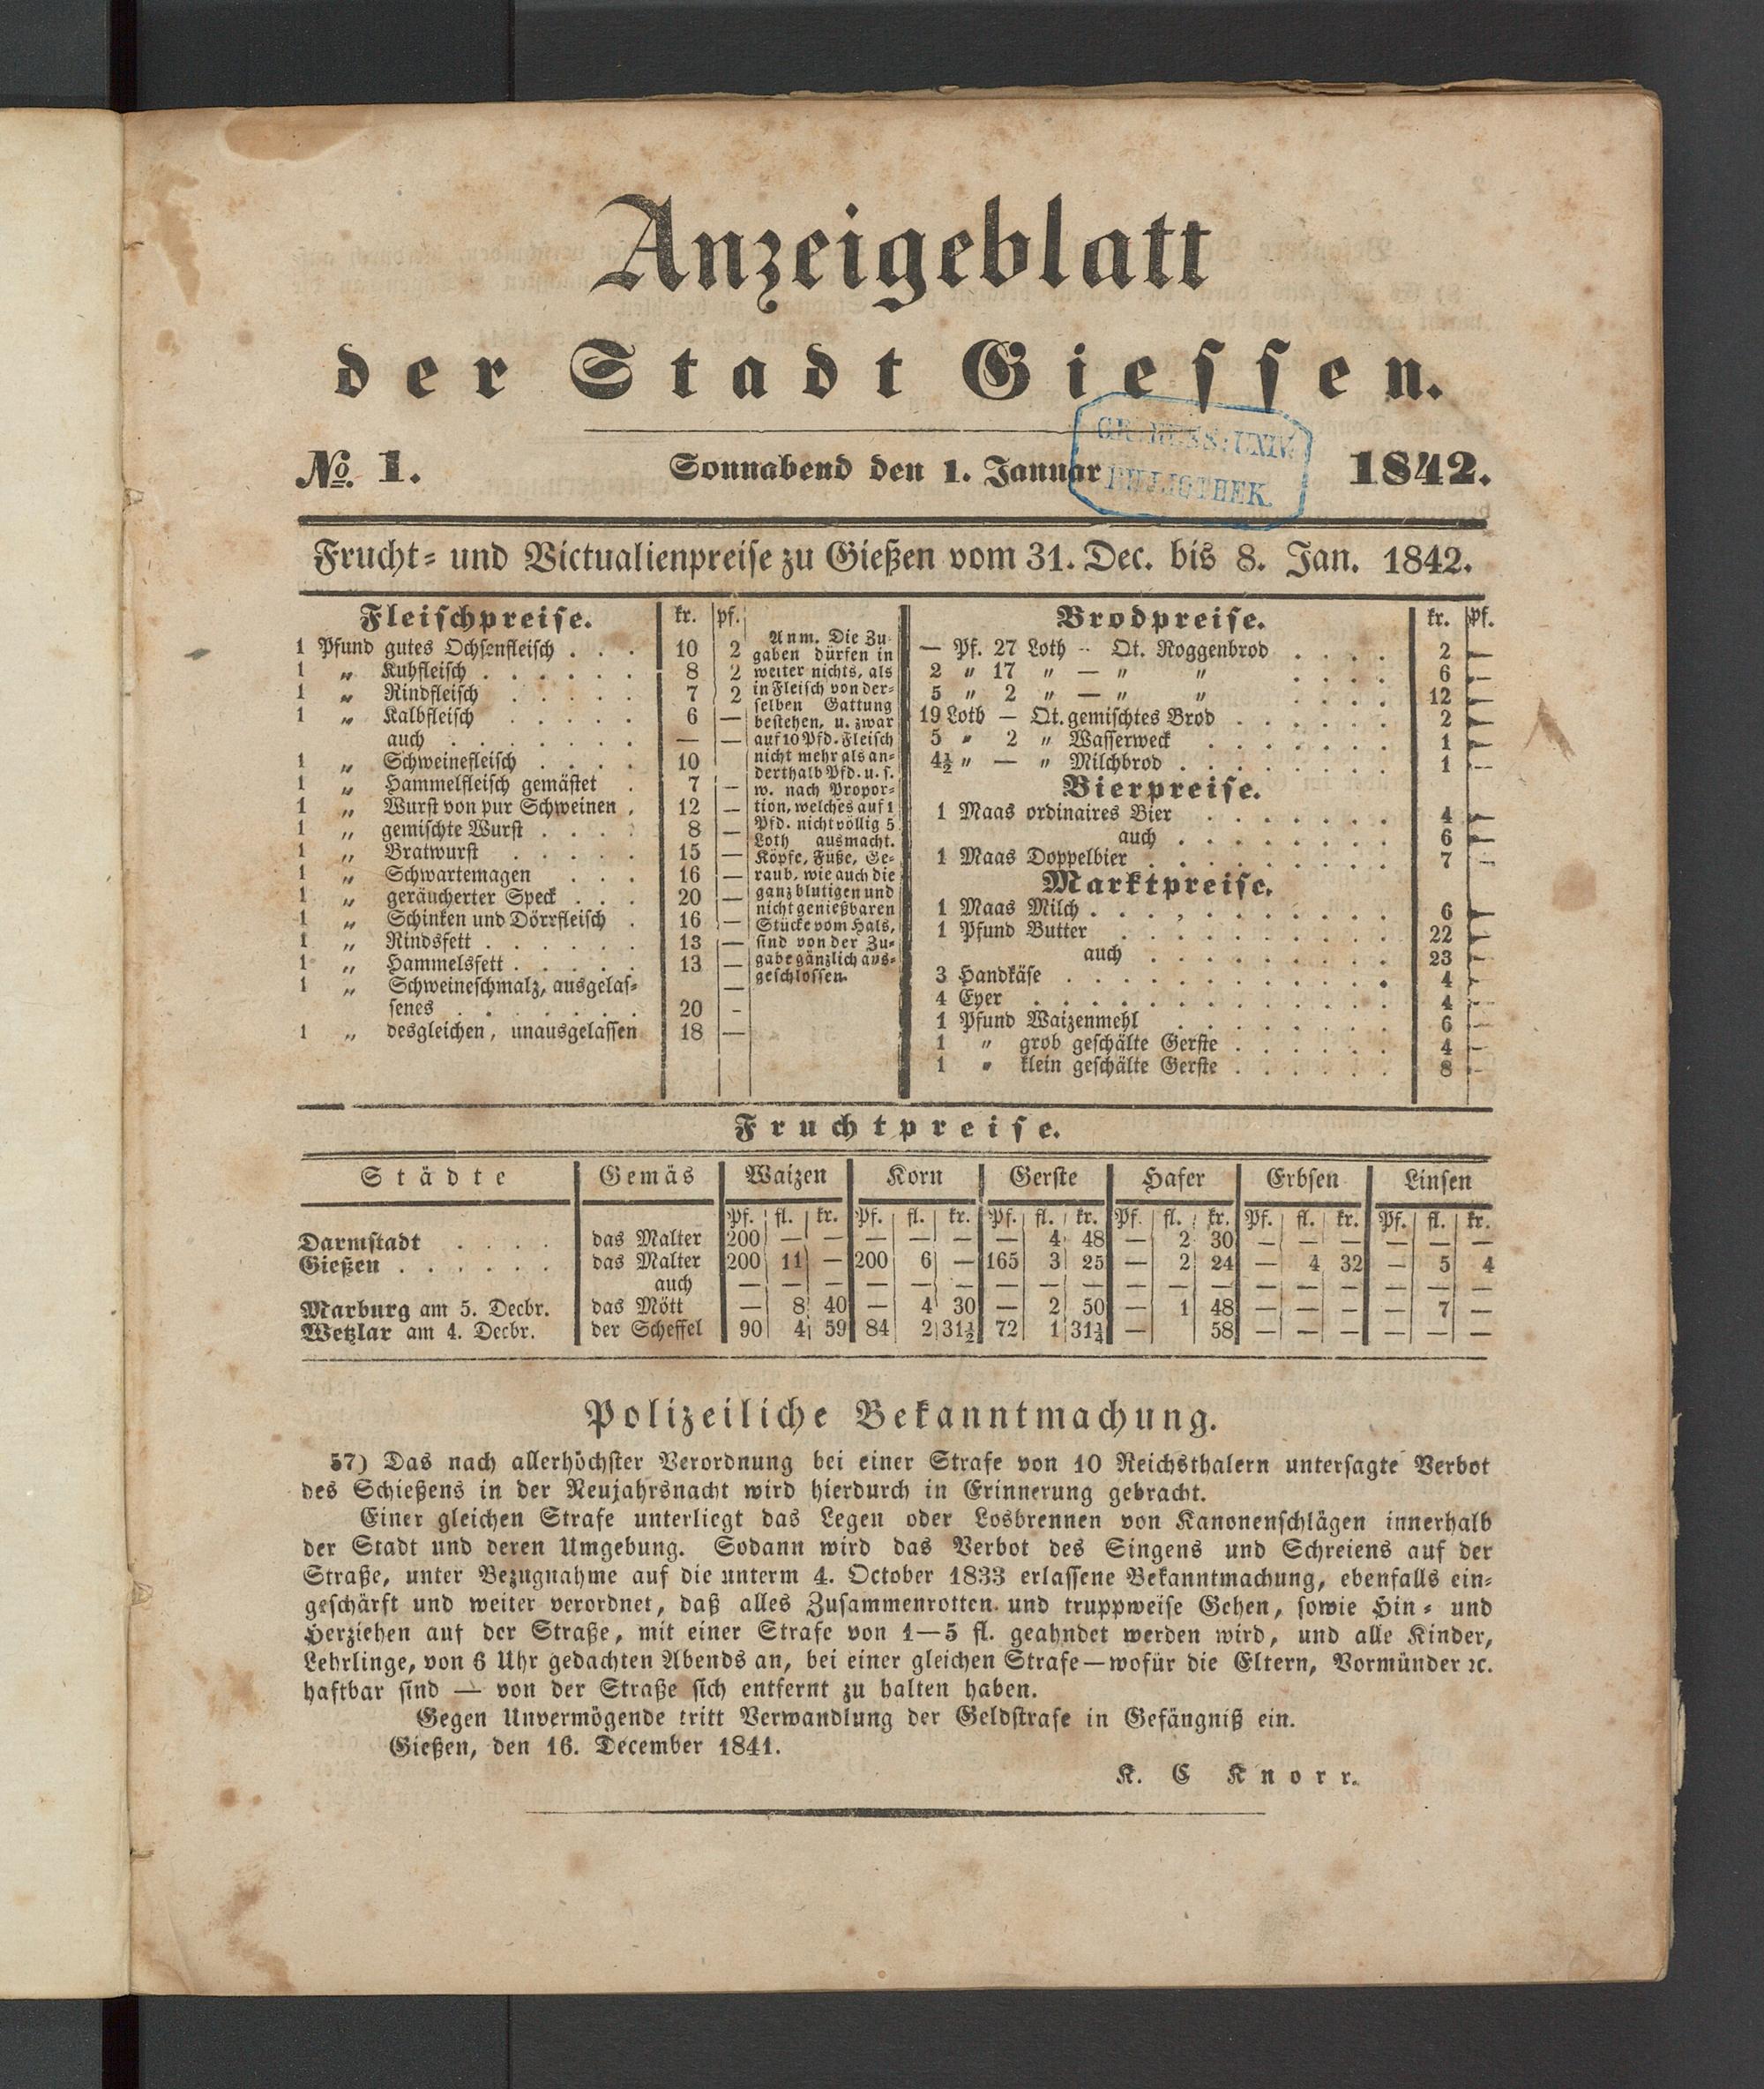 Anzeigeblatt
der Stadt Giessen.
No. 1. Sonnabend den 1. Januar 1842.
UNIV.
BIBLIOTHEK.
Frucht- und Victualienpreise zu Gießen vom 31. Dec. bis 8. Jan. 1842.
Fleischpreise. kr. pf.
1 Pfund gutes Ochsenfleisch . . . 10 2
1 „ Kuhfleisch . . . . . . 8 2
1 „ Rindfleisch . . . . . 7 2
1 „ Kalbfleisch . . . . . 6 —
auch . . . . . . . — —
1 „ Schweinefleisch . . . . 10
1 „ Hammelfleisch gemästet . 7 —
1 „ Wurst von pur Schweinen . 12 —
1 „ gemischte Wurst . . . . 8 —
1 „ Bratwurst . . . . . 15 —
1 „ Schwartemagen . . . 16 —
1 „ geräucherter Speck . . . 20 —
1 „ Schinken und Dörrfleisch . 16 —
1 „ Rindsfett . . . . . . 13 —
1 „ Hammelsfett . . . . . 13 —
1 „ Schweineschmalz, ausgelas- —
senes . . . . . . . 20 -
1 „ desgleichen, unausgelassen 18 —
Anm. Die Zu-
gaben dürfen in
weiter nichts, als
in Fleisch von der-
selben Gattung
bestehen, u. zwar
auf 10 Pfd. Fleisch
nicht mehr als an-
derthalb Pfd. u. s.
w. nach Propor-
tion, welches auf 1
Pfd. nicht völlig 5
Loth ausmacht.
Köpfe, Füße, Ge-
raub, wie auch die
ganz blutigen und
nicht genießbaren
Stücke vom Hals,
sind von der Zu-
gabe gänzlich aus-
geschlossen.
Brodpreise. kr. pf.
— Pf. 27 Loth — Qt. Roggenbrod . . . . 2 —
2 „ 17 „ — „ „ . . . . 6 —
5 „ 2 „ — „ „ . . . . 12 —
19 Loth — Qt. gemischtes Brod . . . . . . 2 —
5 „ 2 „ Wasserweck . . . . . . . 1 —
4½ „ — „ Milchbrod . . . . . . . . 1 —
Bierpreise.
1 Maas ordinaires Bier . . . . . . . 4 —
auch . . . . . . . . 6 —
1 Maas Doppelbier . . . . . . . . . 7 —
Marktpreise.
1 Maas Milch . . . . . . . . . . . 6 —
1 Pfund Butter . . . . . . . . . . 22 —
auch . . . . . . . . . 23 —
3 Handkäse . . . . . . . . . . . . 4 —
4 Eyer . . . . . . . . . . . . . 4 —
1 Pfund Waizenmehl . . . . . . . . 6 —
1 „ grob geschälte Gerste . . . . . . 4 —
1 „ klein geschälte Gerste . . . . . . 8 —
Fruchtpreise.
Städte Gemäs Waizen Korn Gerste Hafer Erbsen Linsen
Pf. fl. kr. Pf. fl. kr. Pf. fl. kr. Pf. fl. kr. Pf. fl. kr. Pf. fl. kr.
Darmstadt . . . . das Malter 200 — — — — — — 4 48 — 2 30 — — — — — —
Gießen . . . . . . das Malter 200 11 — 200 6 — 165 3 25 — 2 24 — 4 32 — 5 4
auch — — — — — — — — — — — — — — — — — —
Marburg am 5. Decbr. das Mött — 8 40 — 4 30 — 2 50 — 1 48 — — — — 7 —
Wetzlar am 4. Decbr. der Scheffel 90 4 59 84 2 31½ 72 1 31¼ — 58 — — — — — —
Polizeiliche Bekanntmachung.
57) Das nach allerhöchster Verordnung bei einer Strafe von 10 Reichsthalern untersagte Verbot
des Schießens in der Neujahrsnacht wird hierdurch in Erinnerung gebracht.
Einer gleichen Strafe unterliegt das Legen oder Losbrennen von Kanonenschlägen innerhalb
der Stadt und deren Umgebung. Sodann wird das Verbot des Singens und Schreiens auf der
Straße, unter Bezugnahme auf die unterm 4. October 1833 erlassene Bekanntmachung, ebenfalls ein-
geschärft und weiter verordnet, daß alles Zusammenrotten und truppweise Gehen, sowie Hin- und
Herziehen auf der Straße, mit einer Strafe von 1—5 fl. geahndet werden wird, und alle Kinder,
Lehrlinge, von 6 Uhr gedachten Abends an, bei einer gleichen Strafe — wofür die Eltern, Vormünder ꝛc.
haftbar sind — von der Straße sich entfernt zu halten haben.
Gegen Unvermögende tritt Verwandlung der Geldstrafe in Gefängniß ein.
Gießen, den 16. December 1841.
K. C Knorr.